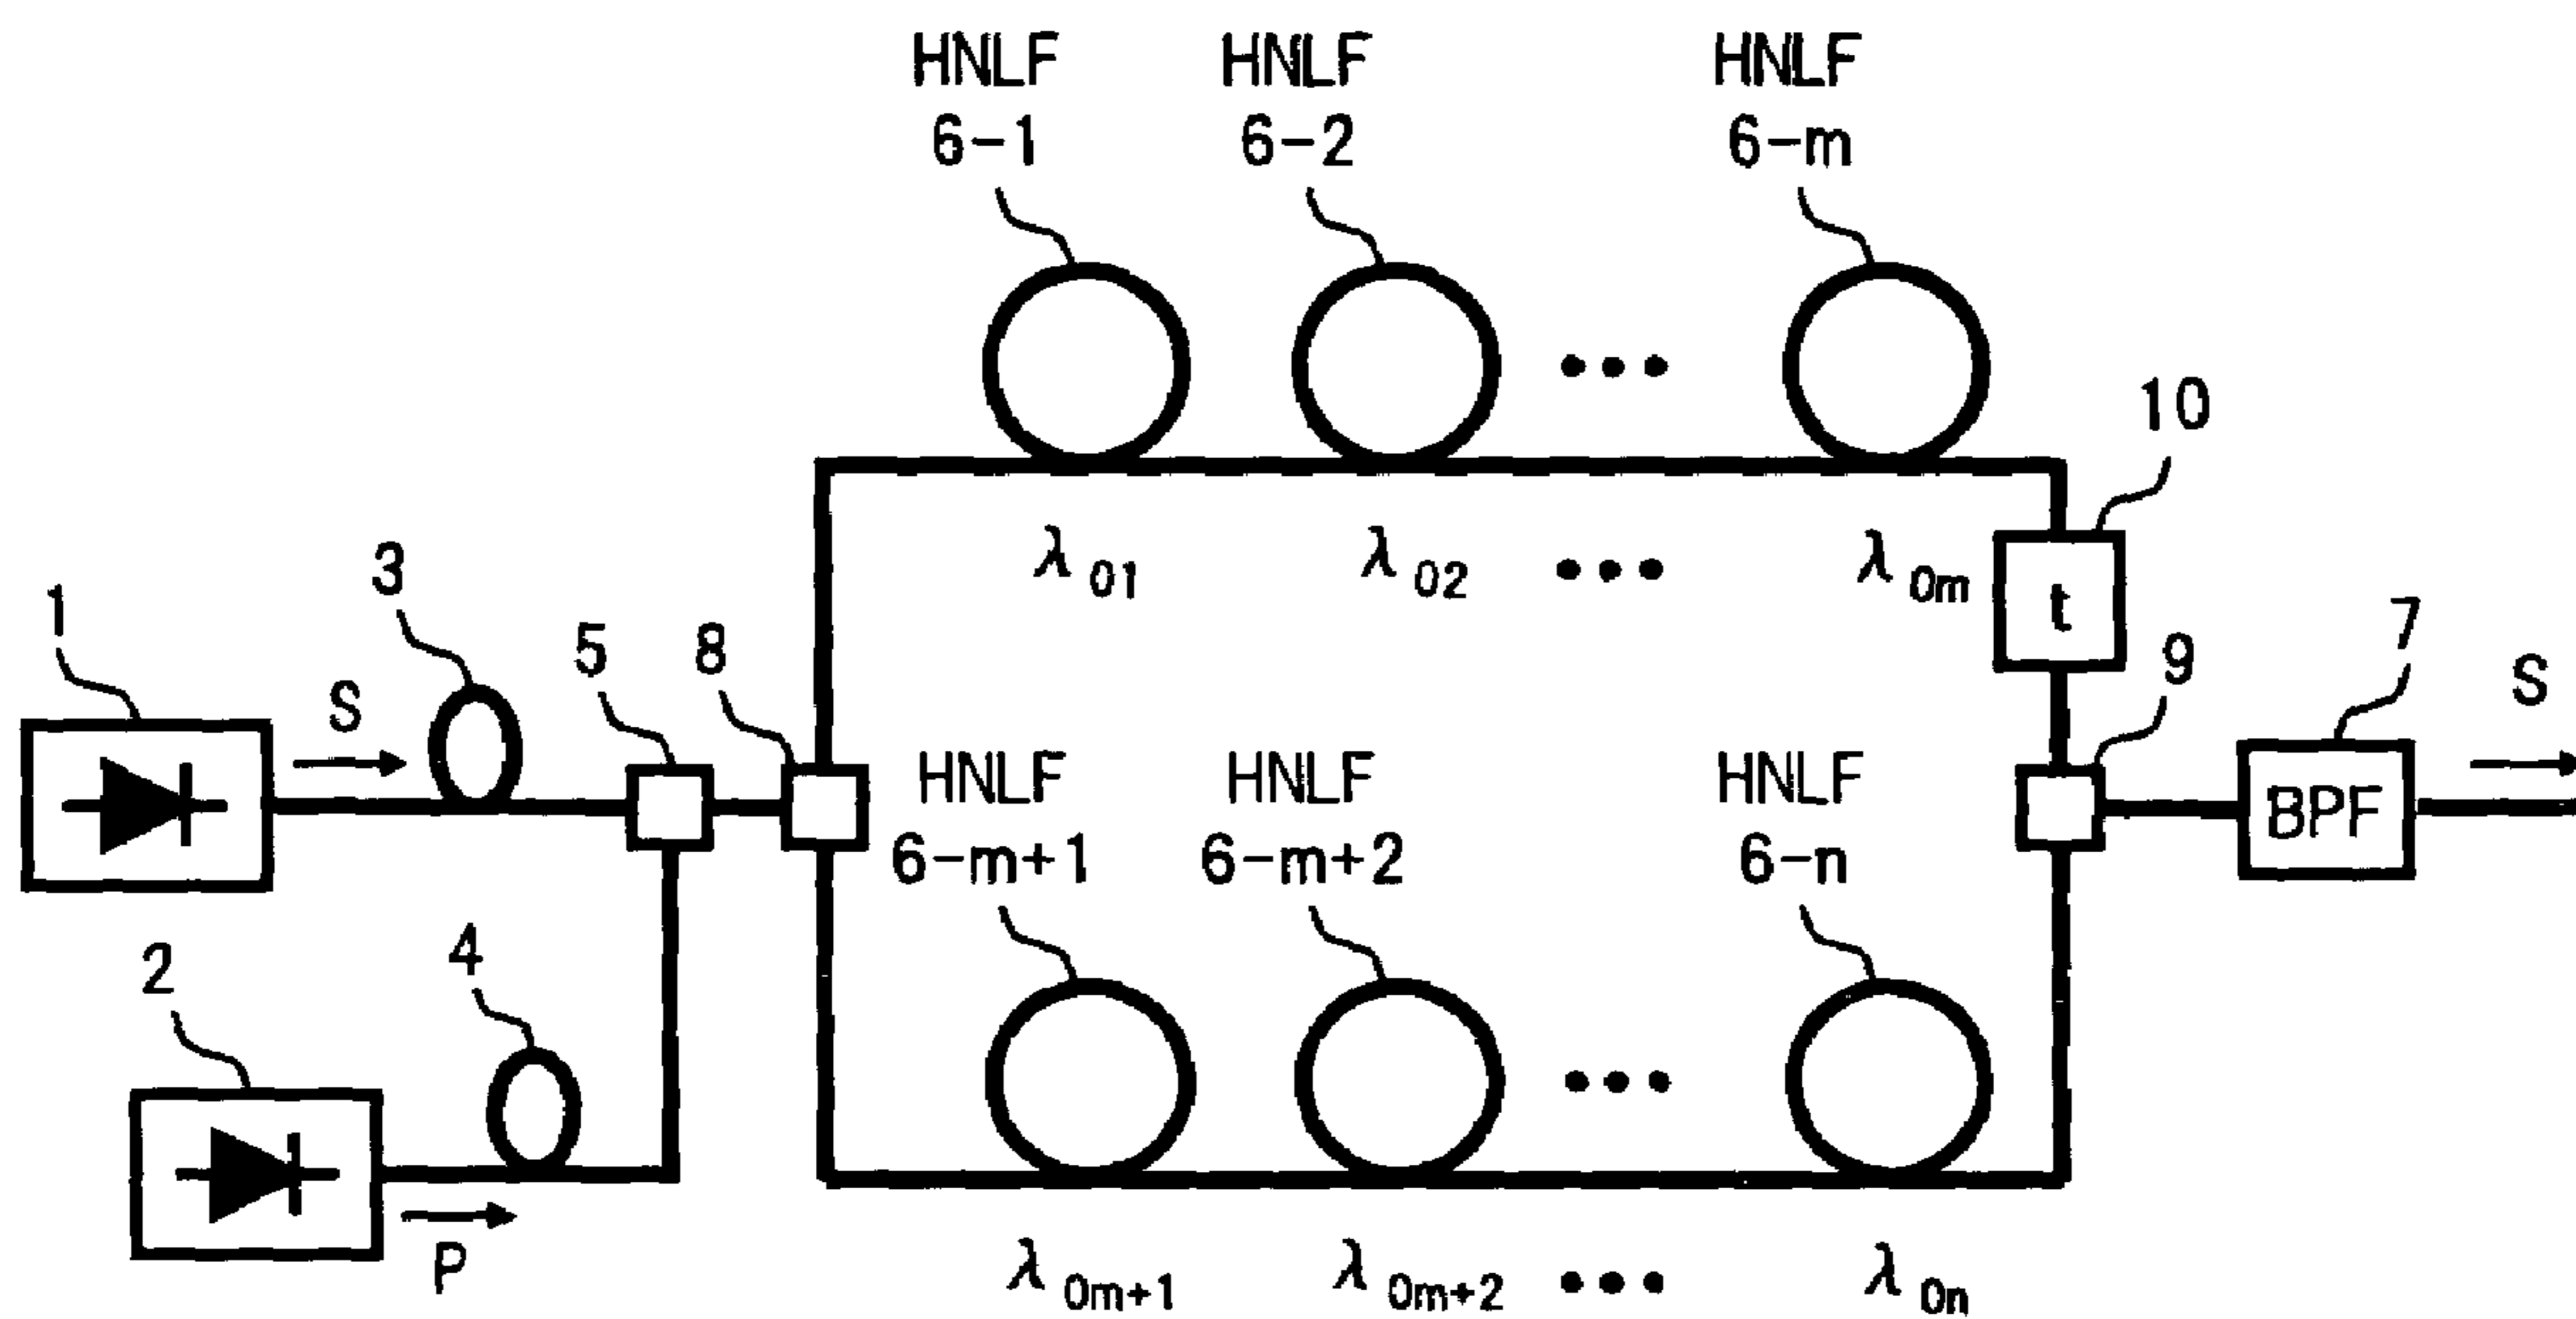 HNLF HNLF HNLF
6-1 6-2 6-m
10
λ01 λ02 ••• λ0m
t
1 3 5 8 9 7
S S
HNLF HNLF HNLF
BPF
6-m+1 6-m+2 6-n
2 4
P
λ0m+1 λ0m+2 ••• λ0n